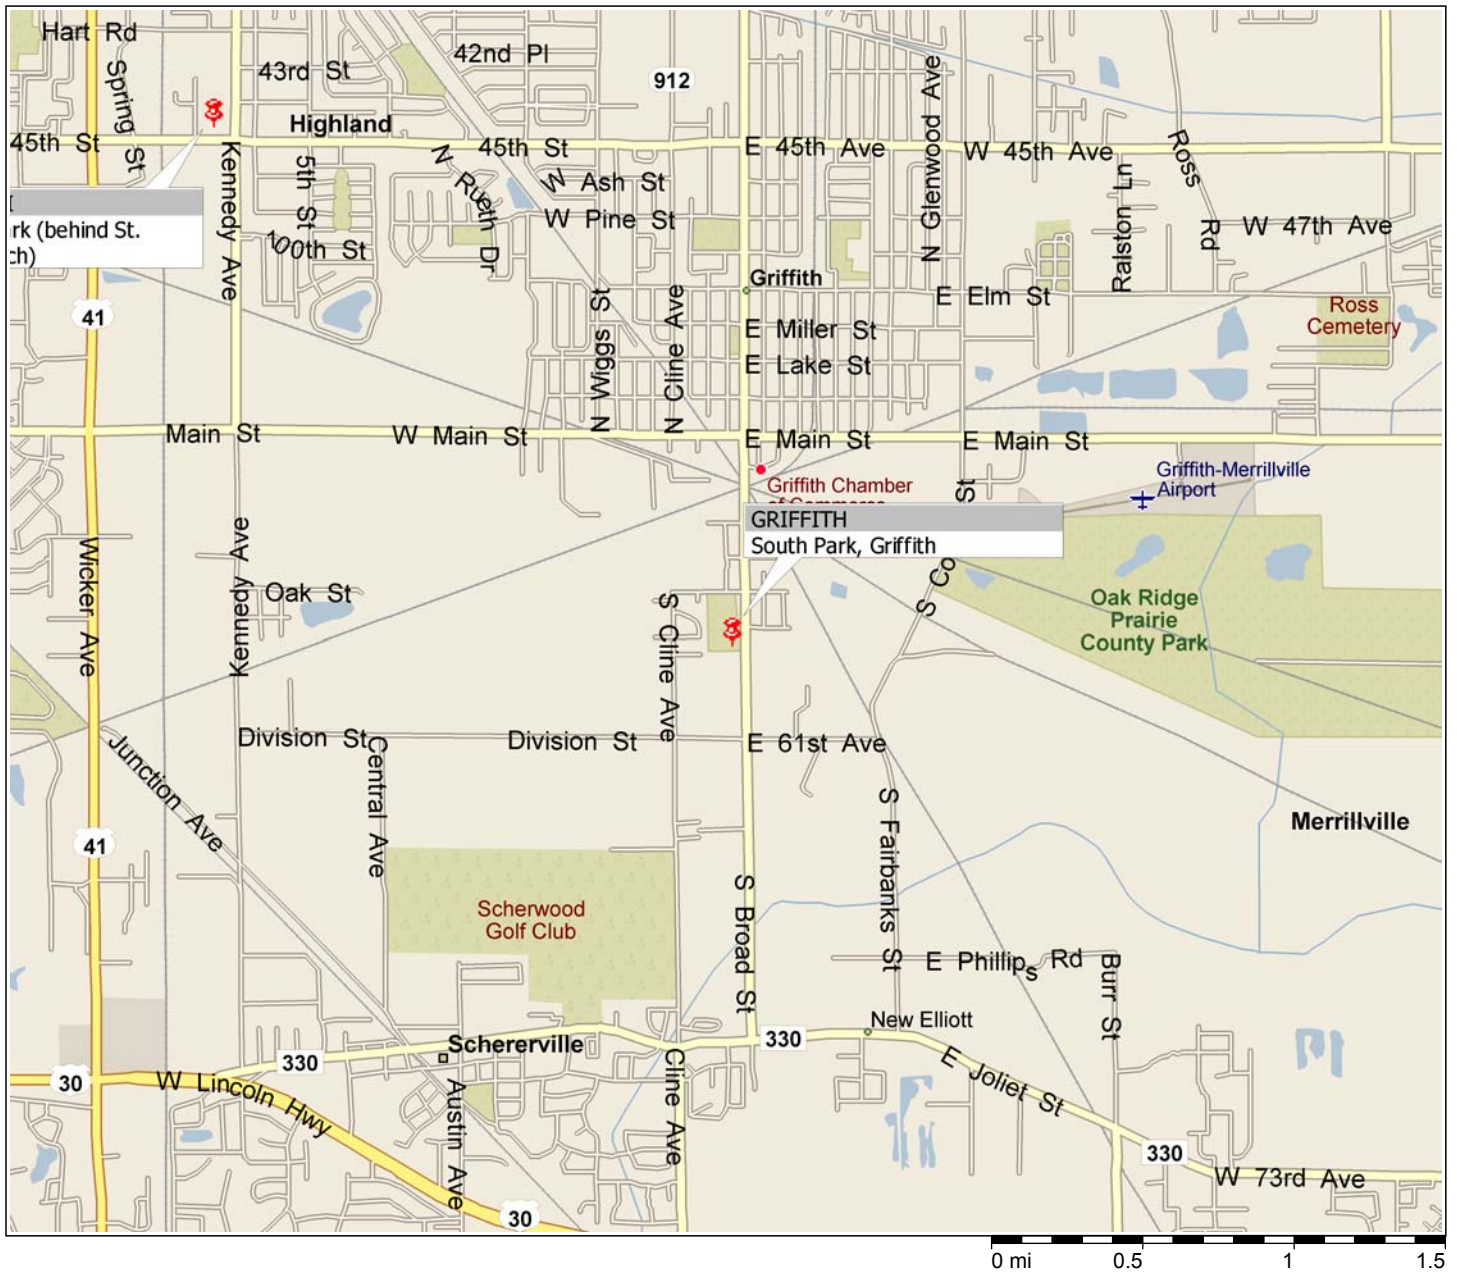 Hart Rd
Spring St
43rd St
42nd Pl
912
N Glenwood Ave
Highland
45th St
45th St
E 45th Ave
W 45th Ave
Ross Rd
Kennedy Ave
5th St
N Rueth Dr
W Ash St
W Pine St
Ralston Ln
W 47th Ave
rk (behind St.
ch)
100th St
Griffith
E Elm St
Ross
Cemetery
41
N Wiggs St
N Cline Ave
E Miller St
E Lake St
Main St
W Main St
E Main St
E Main St
Griffith-Merrillville
Airport
Griffith Chamber
of Commerce
St
GRIFFITH
South Park, Griffith
S Co
Wicker Ave
Kennedy Ave
Oak St
S Cline Ave
Oak Ridge
Prairie
County Park
Division St
Division St
E 61st Ave
Junction Ave
Central Ave
41
S Fairbanks St
Merrillville
Scherwood
Golf Club
S Broad St
E Phillips Rd
Burr St
New Elliott
Schererville
330
330
E Joliet St
30
W Lincoln Hwy
Austin Ave
Cline Ave
330
W 73rd Ave
30
0 mi
0.5
1
1.5